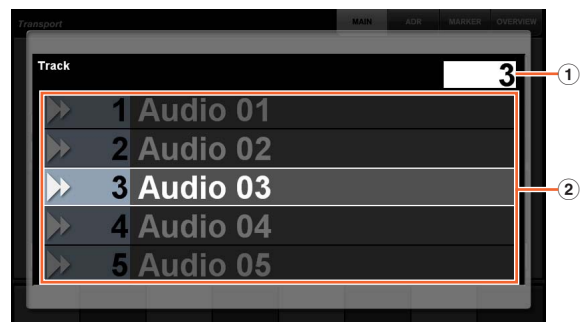 Transport MAIN ADR MARKER OVERVIEW
Track
3 ①
1 Audio 01
2 Audio 02
3 Audio 03 ②
4 Audio 04
5 Audio 05